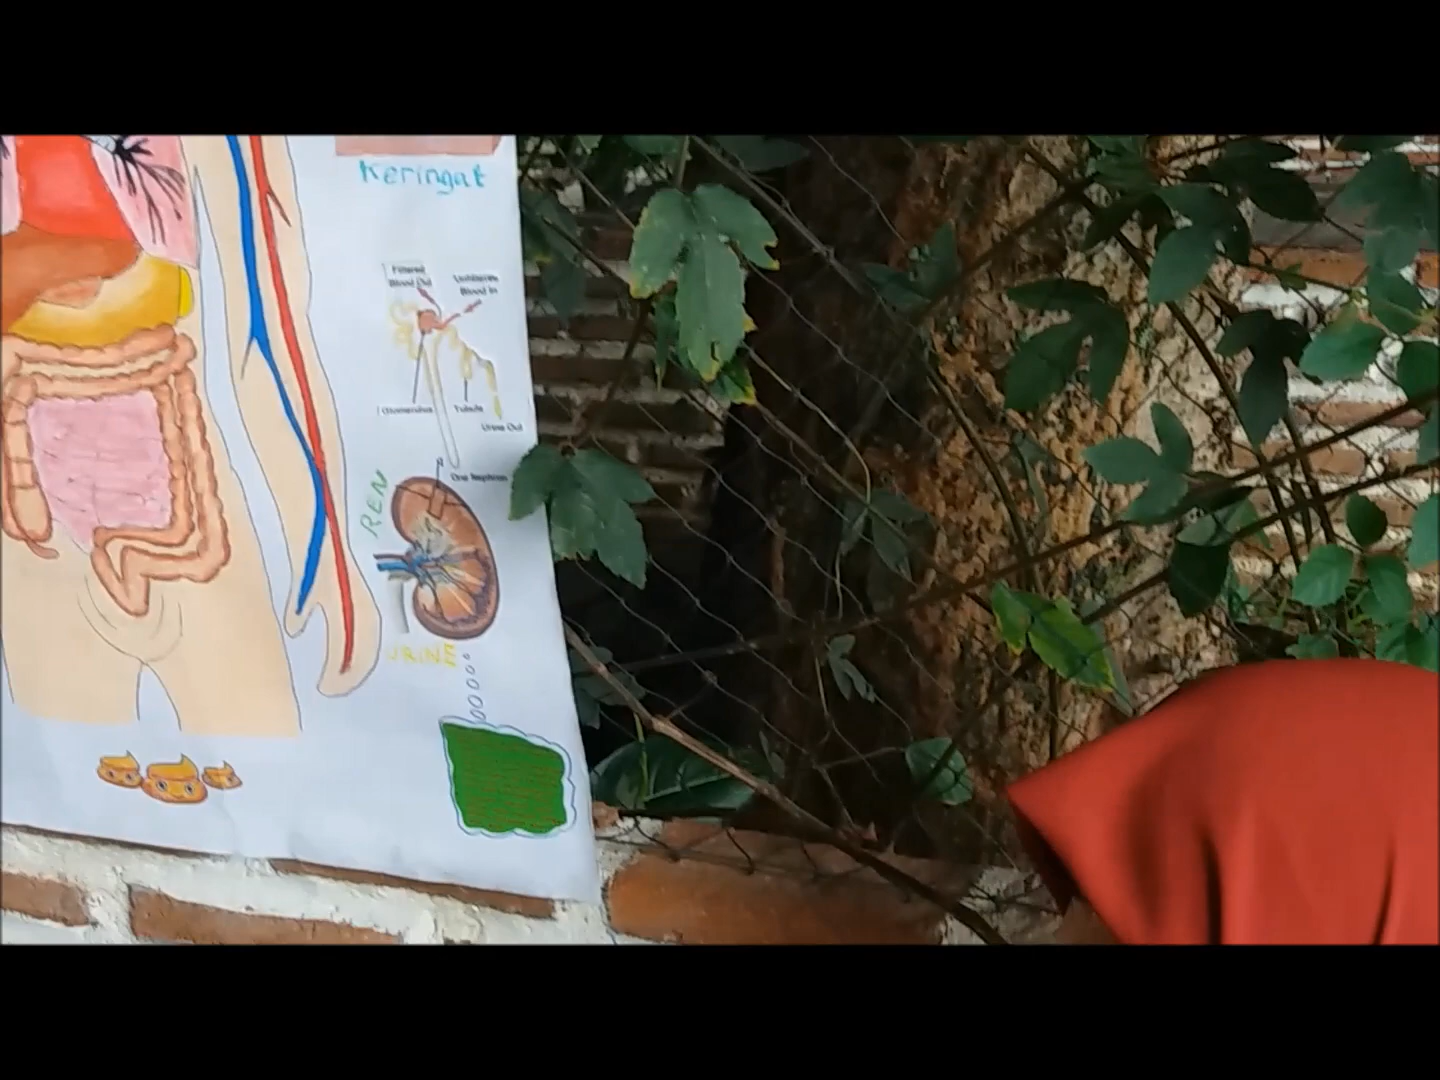 Keringat
Filtered
Blood Out
Unfiltered
Blood In
Glomerulus
Tubule
Urine Out
One Nephron
REN
URINE